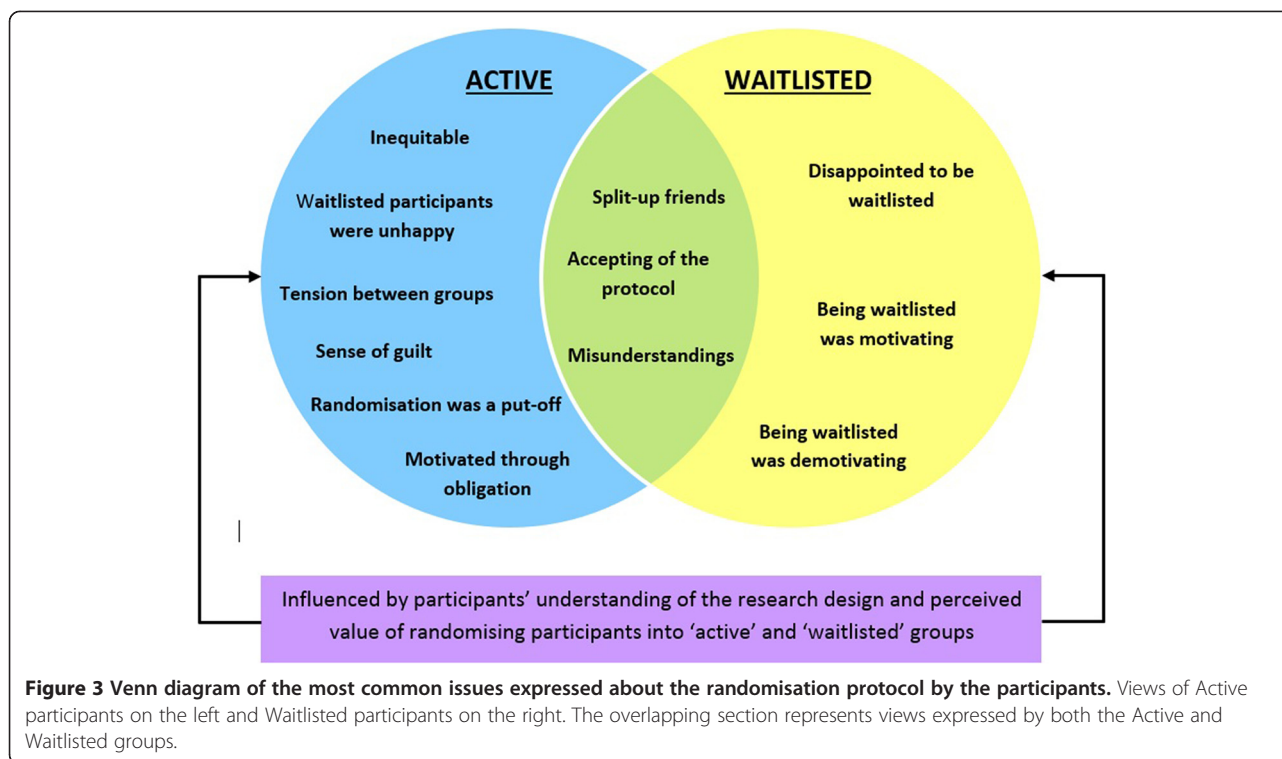 ACTIVE
Inequitable
Waitlisted participants
were unhappy
Tension between groups
Sense of guilt
Randomisation was a put-off
Motivated through
obligation
Split-up friends
Accepting of the
protocol
Misunderstandings
WAITLISTED
Disappointed to be
waitlisted
Being waitlisted
was motivating
Being waitlisted
was demotivating
Influenced by participants’ understanding of the research design and perceived
value of randomising participants into ‘active’ and ‘waitlisted’ groups
Figure 3 Venn diagram of the most common issues expressed about the randomisation protocol by the participants. Views of Active
participants on the left and Waitlisted participants on the right. The overlapping section represents views expressed by both the Active and
Waitlisted groups.